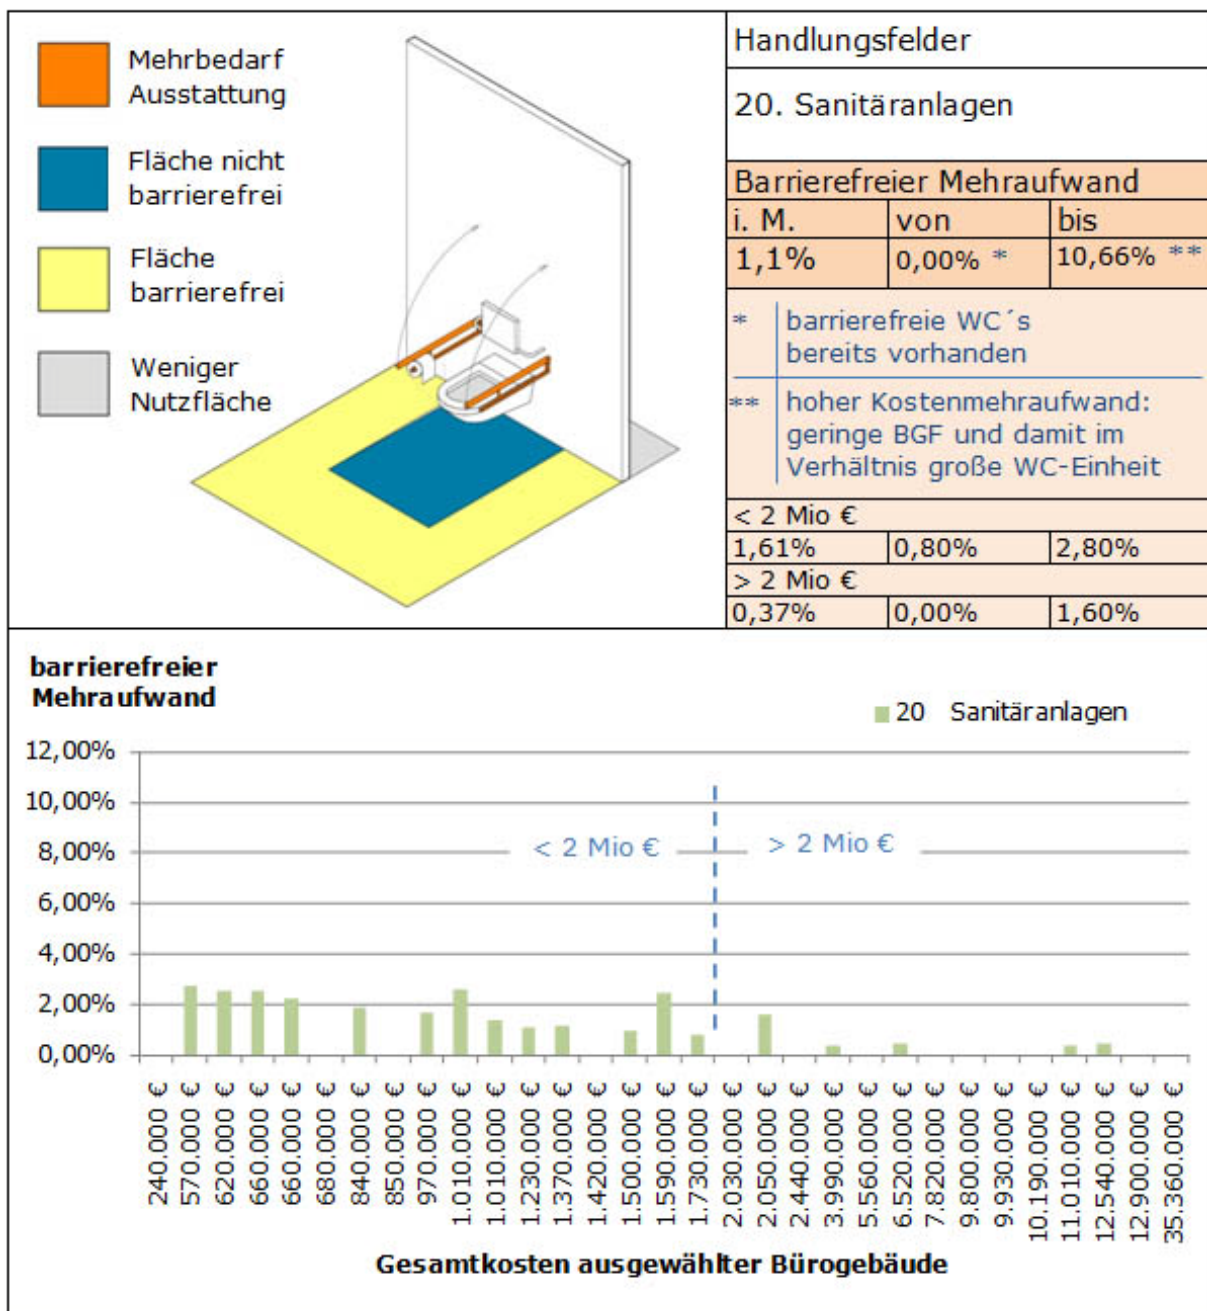 Mehrbedarf
Ausstattung
Fläche nicht
barrierefrei
Fläche
barrierefrei
Weniger
Nutzfläche
Handlungsfelder
20. Sanitäranlagen
Barrierefreier Mehraufwand
i. M. von bis
1,1% 0,00% * 10,66% **
* barrierefreie WC´s
bereits vorhanden
** hoher Kostenmehraufwand:
geringe BGF und damit im
Verhältnis große WC-Einheit
< 2 Mio €
1,61% 0,80% 2,80%
> 2 Mio €
0,37% 0,00% 1,60%
barrierefreier
Mehraufwand
20 Sanitäranlagen
12,00%
10,00%
8,00%
6,00%
4,00%
2,00%
0,00%
< 2 Mio €
> 2 Mio €
240.000 €
570.000 €
620.000 €
660.000 €
660.000 €
680.000 €
840.000 €
850.000 €
970.000 €
1.010.000 €
1.010.000 €
1.230.000 €
1.370.000 €
1.420.000 €
1.500.000 €
1.590.000 €
1.730.000 €
2.030.000 €
2.050.000 €
2.440.000 €
3.990.000 €
5.560.000 €
6.520.000 €
7.820.000 €
9.800.000 €
9.930.000 €
10.190.000 €
11.010.000 €
12.540.000 €
12.900.000 €
35.360.000 €
Gesamtkosten ausgewählter Bürogebäude